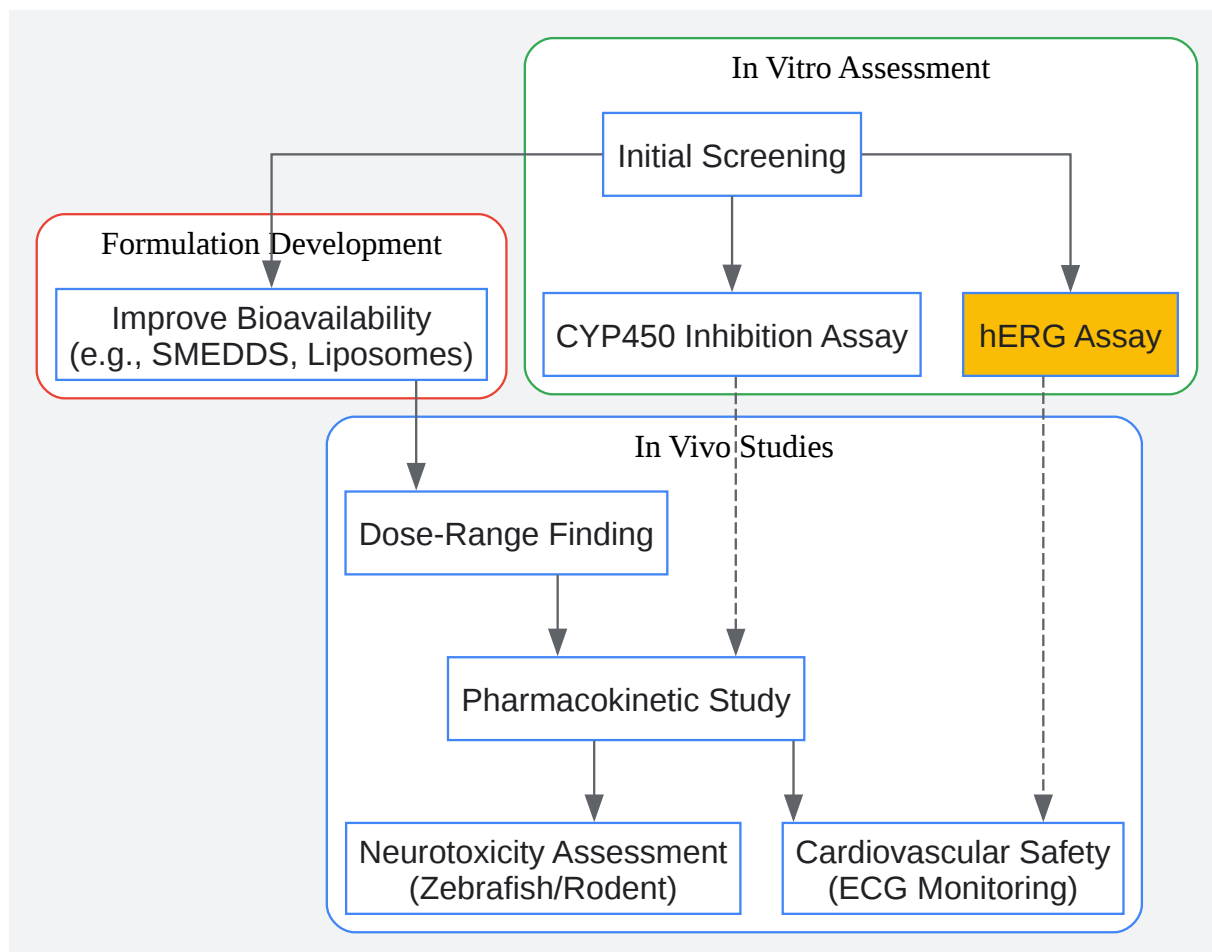 In Vitro Assessment
Initial Screening
Formulation Development
Improve Bioavailability
(e.g., SMEDDS, Liposomes)
CYP450 Inhibition Assay
hERG Assay
In Vivo Studies
Dose-Range Finding
Pharmacokinetic Study
Neurotoxicity Assessment
(Zebrafish/Rodent)
Cardiovascular Safety
(ECG Monitoring)